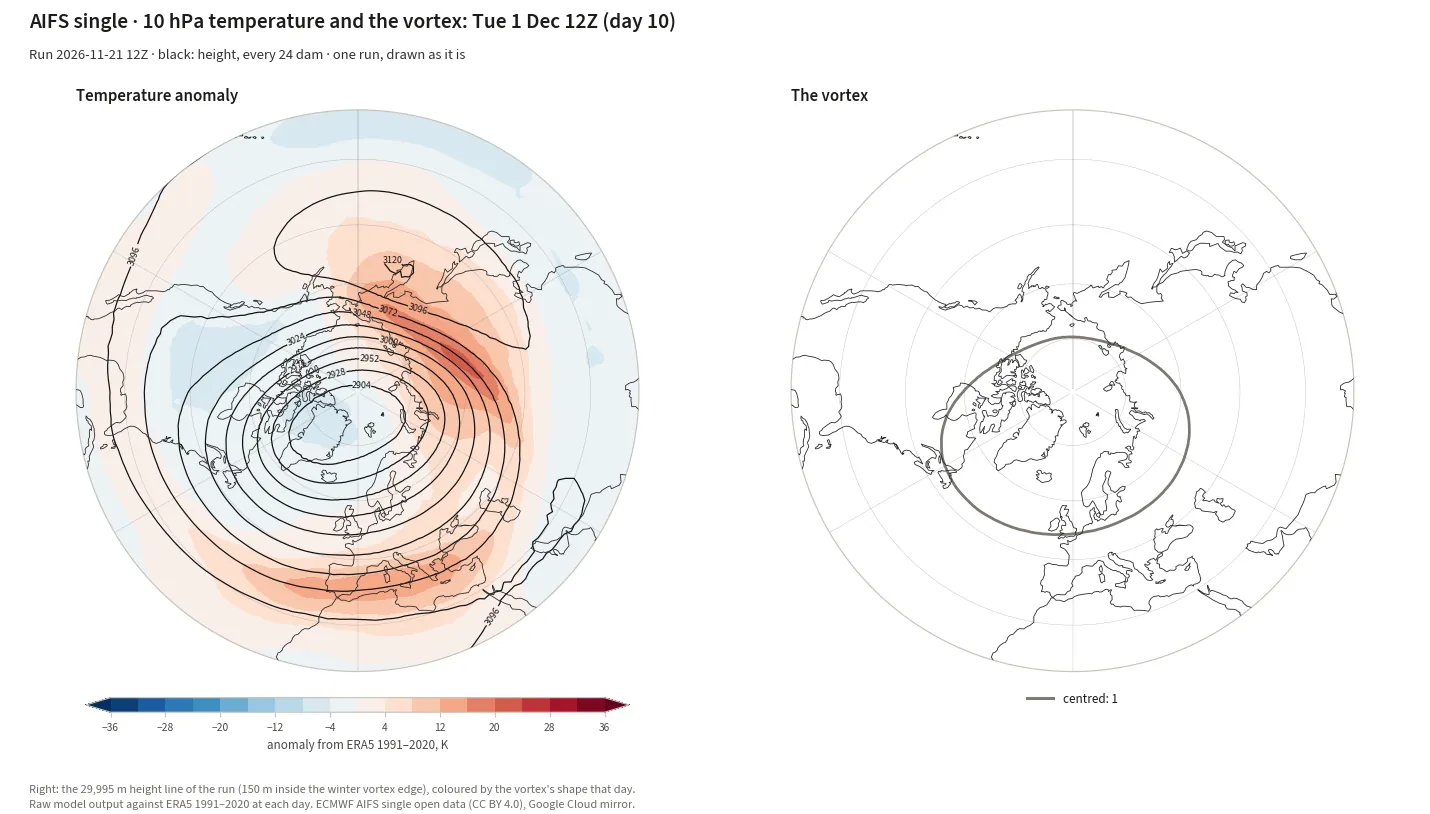 AIFS single · 10 hPa temperature and the vortex: Tue 1 Dec 12Z (day 10)
Run 2026-11-21 12Z · black: height, every 24 dam · one run, drawn as it is
Temperature anomaly
The vortex
3096
3120
3096
3072
3048
3024
3000
2952
2928
2904
3096
−36 −28 −20 −12 −4 4 12 20 28 36
anomaly from ERA5 1991–2020, K
centred: 1
Right: the 29,995 m height line of the run (150 m inside the winter vortex edge), coloured by the vortex's shape that day.
Raw model output against ERA5 1991–2020 at each day. ECMWF AIFS single open data (CC BY 4.0), Google Cloud mirror.